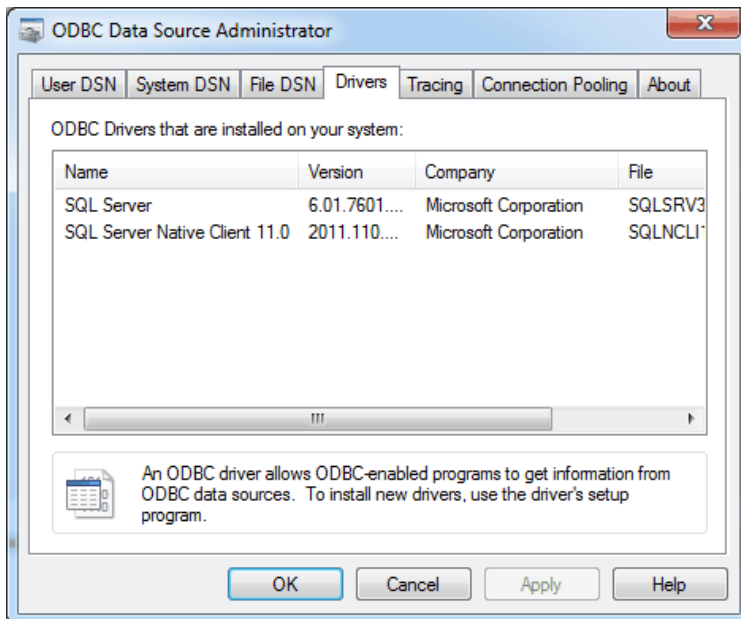 ODBC Data Source Administrator
User DSN System DSN File DSN Drivers Tracing Connection Pooling About
ODBC Drivers that are installed on your system:
Name Version Company File
SQL Server 6.01.7601.... Microsoft Corporation SQLSRV3
SQL Server Native Client 11.0 2011.110.... Microsoft Corporation SQLNCLI1
An ODBC driver allows ODBC-enabled programs to get information from
ODBC data sources. To install new drivers, use the driver's setup
program.
OK Cancel Apply Help